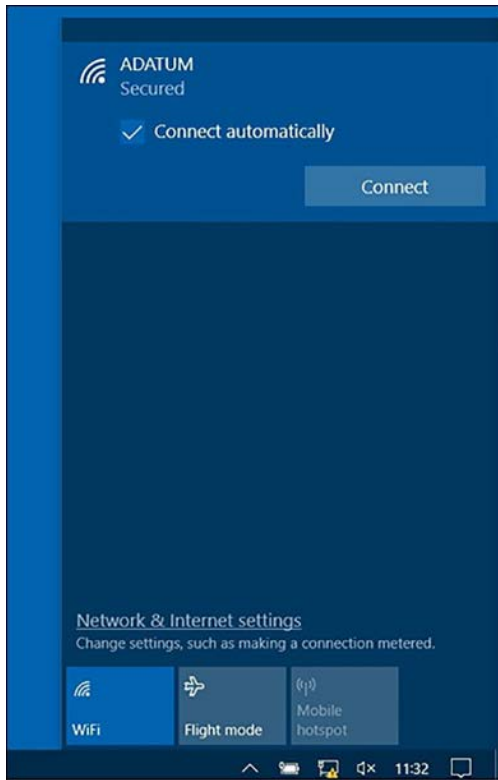 ADATUM
Secured
Connect automatically
Connect
Network & Internet settings
Change settings, such as making a connection metered.
WiFi
Flight mode
Mobile
hotspot
11:32